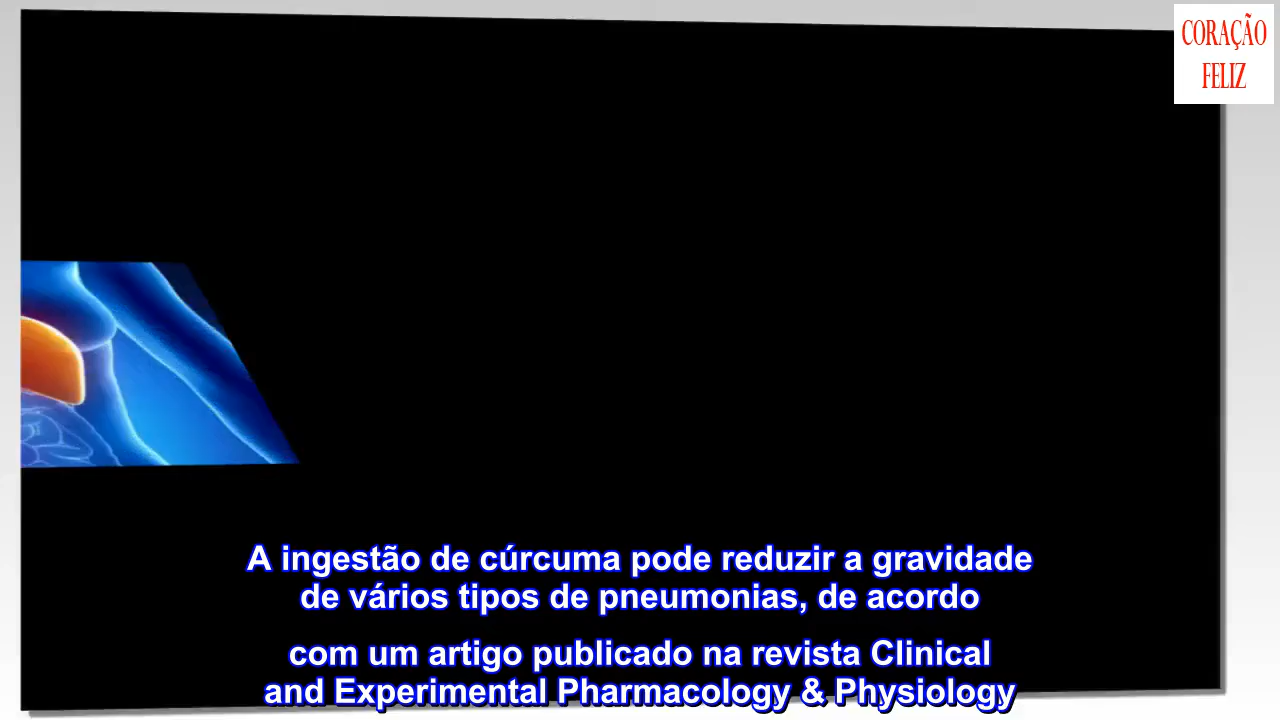 CORAÇÃO
FELIZ
A ingestão de cúrcuma pode reduzir a gravidade
de vários tipos de pneumonias, de acordo
com um artigo publicado na revista Clinical
and Experimental Pharmacology & Physiology